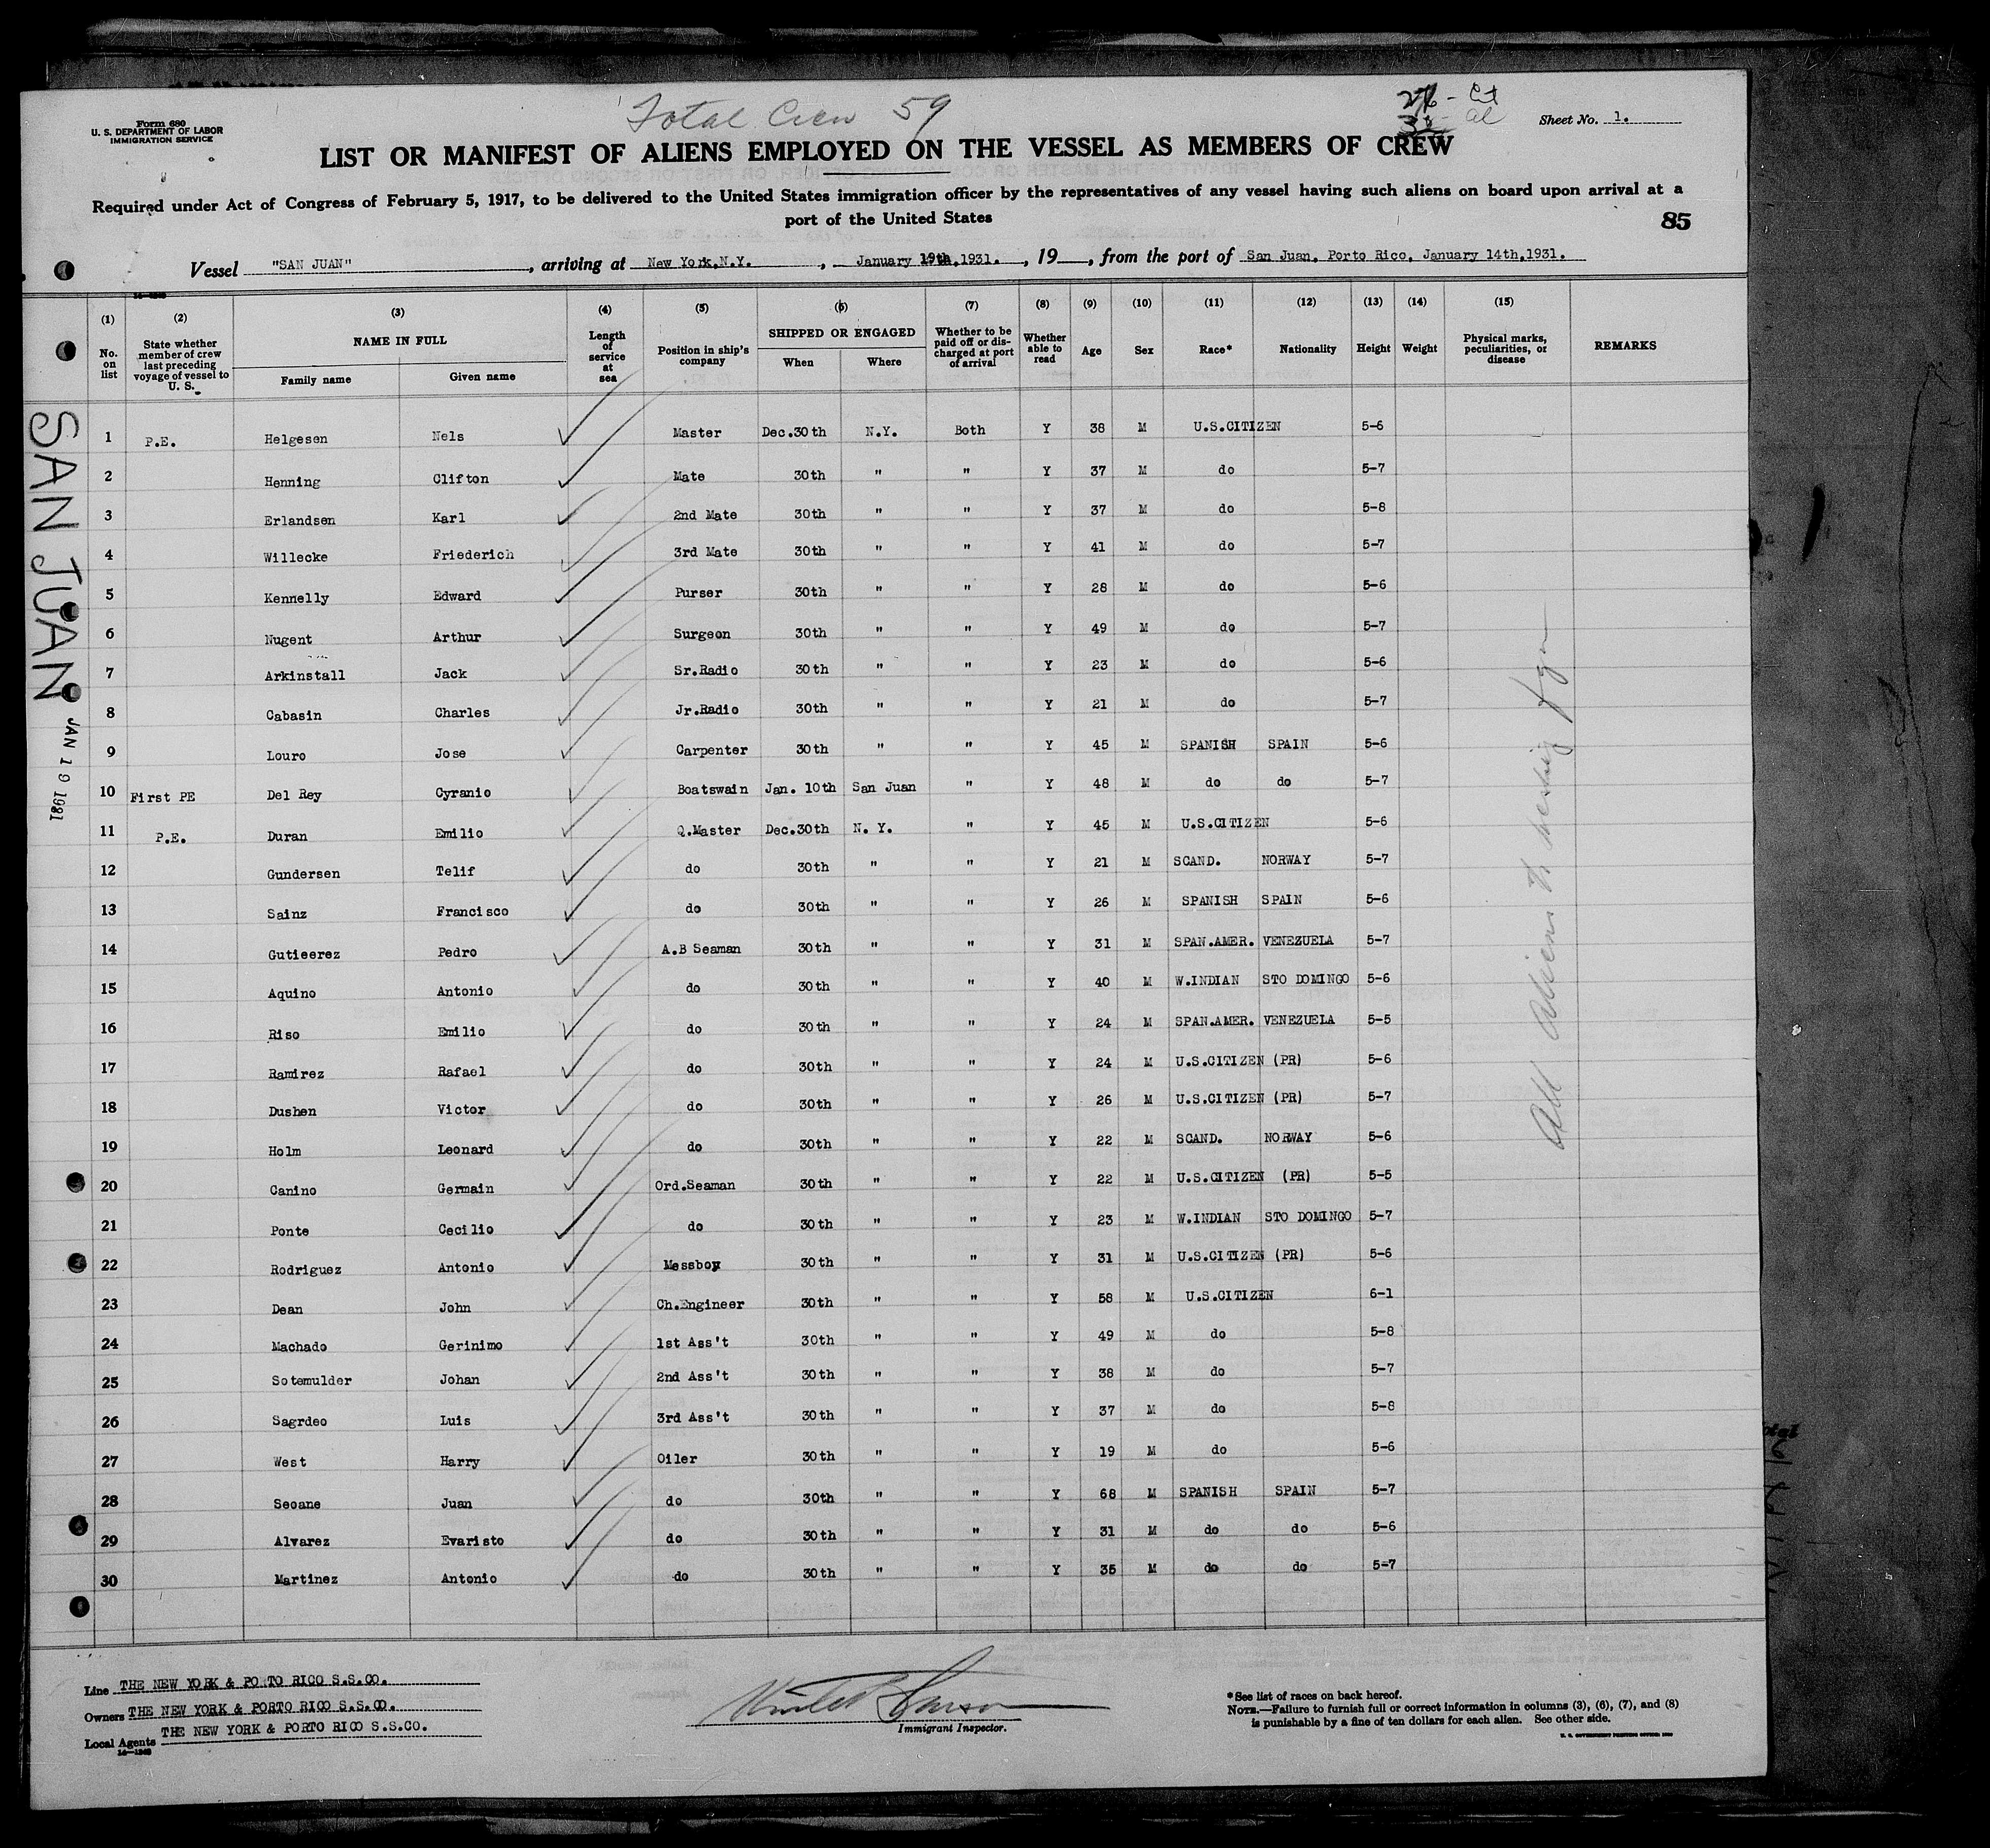 Total Crew 59
26 - Cit
Al
Form 680
U. S. DEPARTMENT OF LABOR
IMMIGRATION SERVICE
Sheet No. 1.
LIST OR MANIFEST OF ALIENS EMPLOYED ON THE VESSEL AS MEMBERS OF CREW
Required under Act of Congress of February 5, 1917, to be delivered to the United States immigration officer by the representatives of any vessel having such aliens on board upon arrival at a
port of the United States
85
Vessel "SAN JUAN", arriving at New York,N.Y., January 19th,1931., 19__, from the port of San Juan, Porto Rico, January 14th,1931.
(1) No. on list (2) State whether member of crew last preceding voyage of vessel to U. S. (3) NAME IN FULL Family name Given name (4) Length of service at sea (5) Position in ship's company (6) SHIPPED OR ENGAGED When Where (7) Whether to be paid off or discharged at port of arrival (8) Whether able to read (9) Age (10) Sex (11) Race* (12) Nationality (13) Height (14) Weight (15) Physical marks, peculiarities, or disease REMARKS
1 P.E. Helgesen Nels Master Dec.30th N.Y. Both Y 38 M U.S.CITIZEN 5-6
2 Henning Clifton Mate 30th " " Y 37 M do 5-7
3 Erlandsen Karl 2nd Mate 30th " " Y 37 M do 5-8
4 Willecke Friederich 3rd Mate 30th " " Y 41 M do 5-7
5 Kennelly Edward Purser 30th " " Y 28 M do 5-6
6 Nugent Arthur Surgeon 30th " " Y 49 M do 5-7
7 Arkinstall Jack Sr.Radio 30th " " Y 23 M do 5-6
8 Cabasin Charles Jr.Radio 30th " " Y 21 M do 5-7
9 Louro Jose Carpenter 30th " " Y 45 M SPANISH SPAIN 5-6
10 First PE Del Rey Cyranio Boatswain Jan. 10th San Juan " Y 48 M do do 5-7
11 P.E. Duran Emilio Q.Master Dec.30th N. Y. " Y 45 M U.S.CITIZEN 5-6
12 Gundersen Telif do 30th " " Y 21 M SCAND. NORWAY 5-7
13 Sainz Francisco do 30th " " Y 26 M SPANISH SPAIN 5-6
14 Gutieerez Pedro A.B Seaman 30th " " Y 31 M SPAN.AMER. VENEZUELA 5-7
15 Aquino Antonio do 30th " " Y 40 M W.INDIAN STO DOMINGO 5-6
16 Riso Emilio do 30th " " Y 24 M SPAN.AMER. VENEZUELA 5-5
17 Ramirez Rafael do 30th " " Y 24 M U.S.CITIZEN (PR) 5-6
18 Dushen Victor do 30th " " Y 26 M U.S.CITIZEN (PR) 5-7
19 Holm Leonard do 30th " " Y 22 M SCAND. NORWAY 5-6
20 Canino Germain Ord.Seaman 30th " " Y 22 M U.S.CITIZEN (PR) 5-5
21 Ponte Cecilio do 30th " " Y 23 M W.INDIAN STO DOMINGO 5-7
22 Rodriguez Antonio Messboy 30th " " Y 31 M U.S.CITIZEN (PR) 5-6
23 Dean John Ch.Engineer 30th " " Y 58 M U.S.CITIZEN 6-1
24 Machado Gerinimo 1st Ass't 30th " " Y 49 M do 5-8
25 Sotemulder Johan 2nd Ass't 30th " " Y 38 M do 5-7
26 Sagrdeo Luis 3rd Ass't 30th " " Y 37 M do 5-8
27 West Harry Oiler 30th " " Y 19 M do 5-6
28 Seoane Juan do 30th " " Y 68 M SPANISH SPAIN 5-7
29 Alvarez Evaristo do 30th " " Y 31 M do do 5-6
30 Martinez Antonio do 30th " " Y 35 M do do 5-7
SAN JUAN
JAN 19 1931
All Aliens
Line THE NEW YORK & PO TO RICO S.S.CO.
Owners THE NEW YORK & PORTO RICO S.S.CO.
Local Agents THE NEW YORK & PORTO RICO S.S.CO.
14—1240
Immigrant Inspector.
*See list of races on back hereof.
NOTE.—Failure to furnish full or correct information in columns (3), (6), (7), and (8)
is punishable by a fine of ten dollars for each alien. See other side.
U. S. GOVERNMENT PRINTING OFFICE